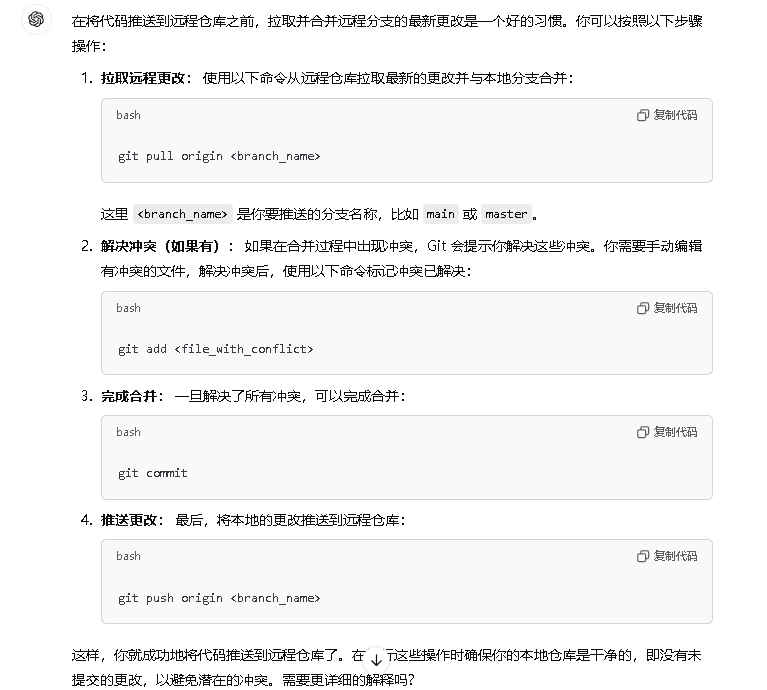 在将代码推送到远程仓库之前，拉取并合并远程分支的最新更改是一个好的习惯。你可以按照以下步骤
操作：
1. 拉取远程更改： 使用以下命令从远程仓库拉取最新的更改并与本地分支合并：
bash 复制代码
git pull origin <branch_name>
这里 <branch_name> 是你要推送的分支名称，比如 main 或 master 。
2. 解决冲突（如果有）： 如果在合并过程中出现冲突，Git 会提示你解决这些冲突。你需要手动编辑
有冲突的文件，解决冲突后，使用以下命令标记冲突已解决：
bash 复制代码
git add <file_with_conflict>
3. 完成合并： 一旦解决了所有冲突，可以完成合并：
bash 复制代码
git commit
4. 推送更改： 最后，将本地的更改推送到远程仓库：
bash 复制代码
git push origin <branch_name>
这样，你就成功地将代码推送到远程仓库了。在 这些操作时确保你的本地仓库是干净的，即没有未
提交的更改，以避免潜在的冲突。需要更详细的解释吗？